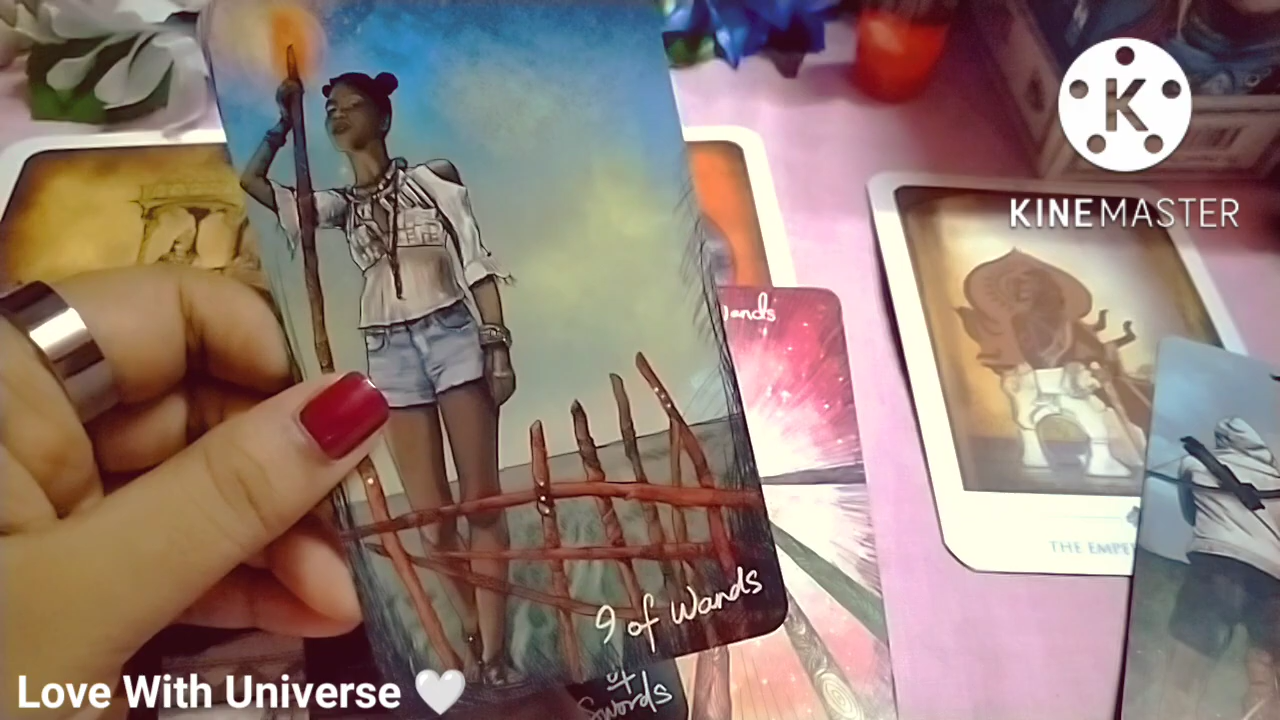 KINEMASTER
Wands
THE EMPE
9 of Wands
of
Swords
Love With Universe 🤍